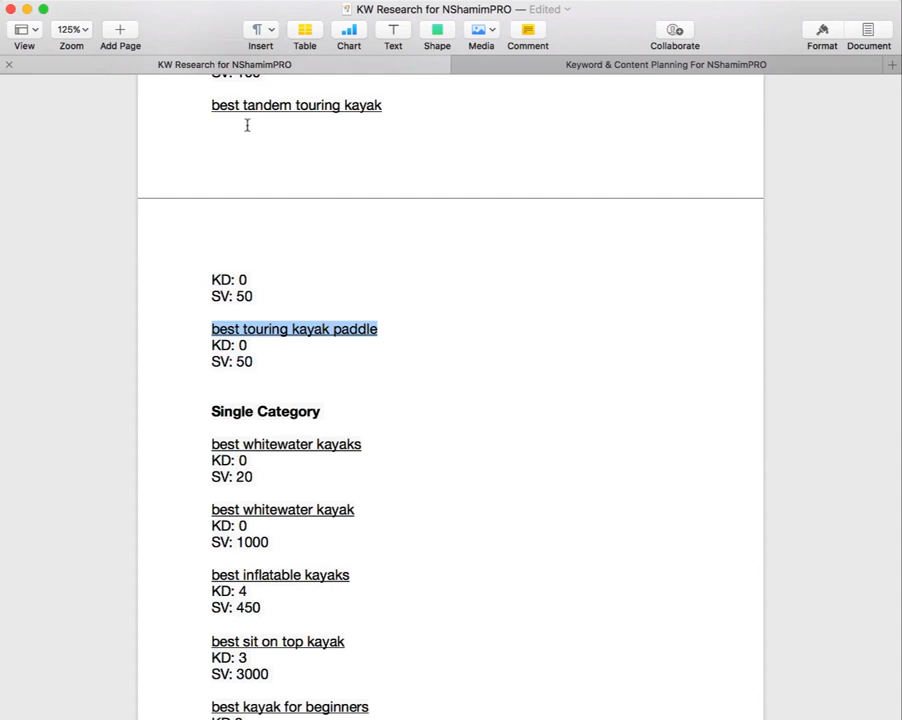 KW Research for NShamimPRO — Edited
125%
View
Zoom
Add Page
Insert
Table
Chart
Text
Shape
Media
Comment
Collaborate
Format
Document
KW Research for NShamimPRO
Keyword & Content Planning For NShamimPRO
SV: 100
best tandem touring kayak
KD: 0
SV: 50
best touring kayak paddle
KD: 0
SV: 50
Single Category
best whitewater kayaks
KD: 0
SV: 20
best whitewater kayak
KD: 0
SV: 1000
best inflatable kayaks
KD: 4
SV: 450
best sit on top kayak
KD: 3
SV: 3000
best kayak for beginners